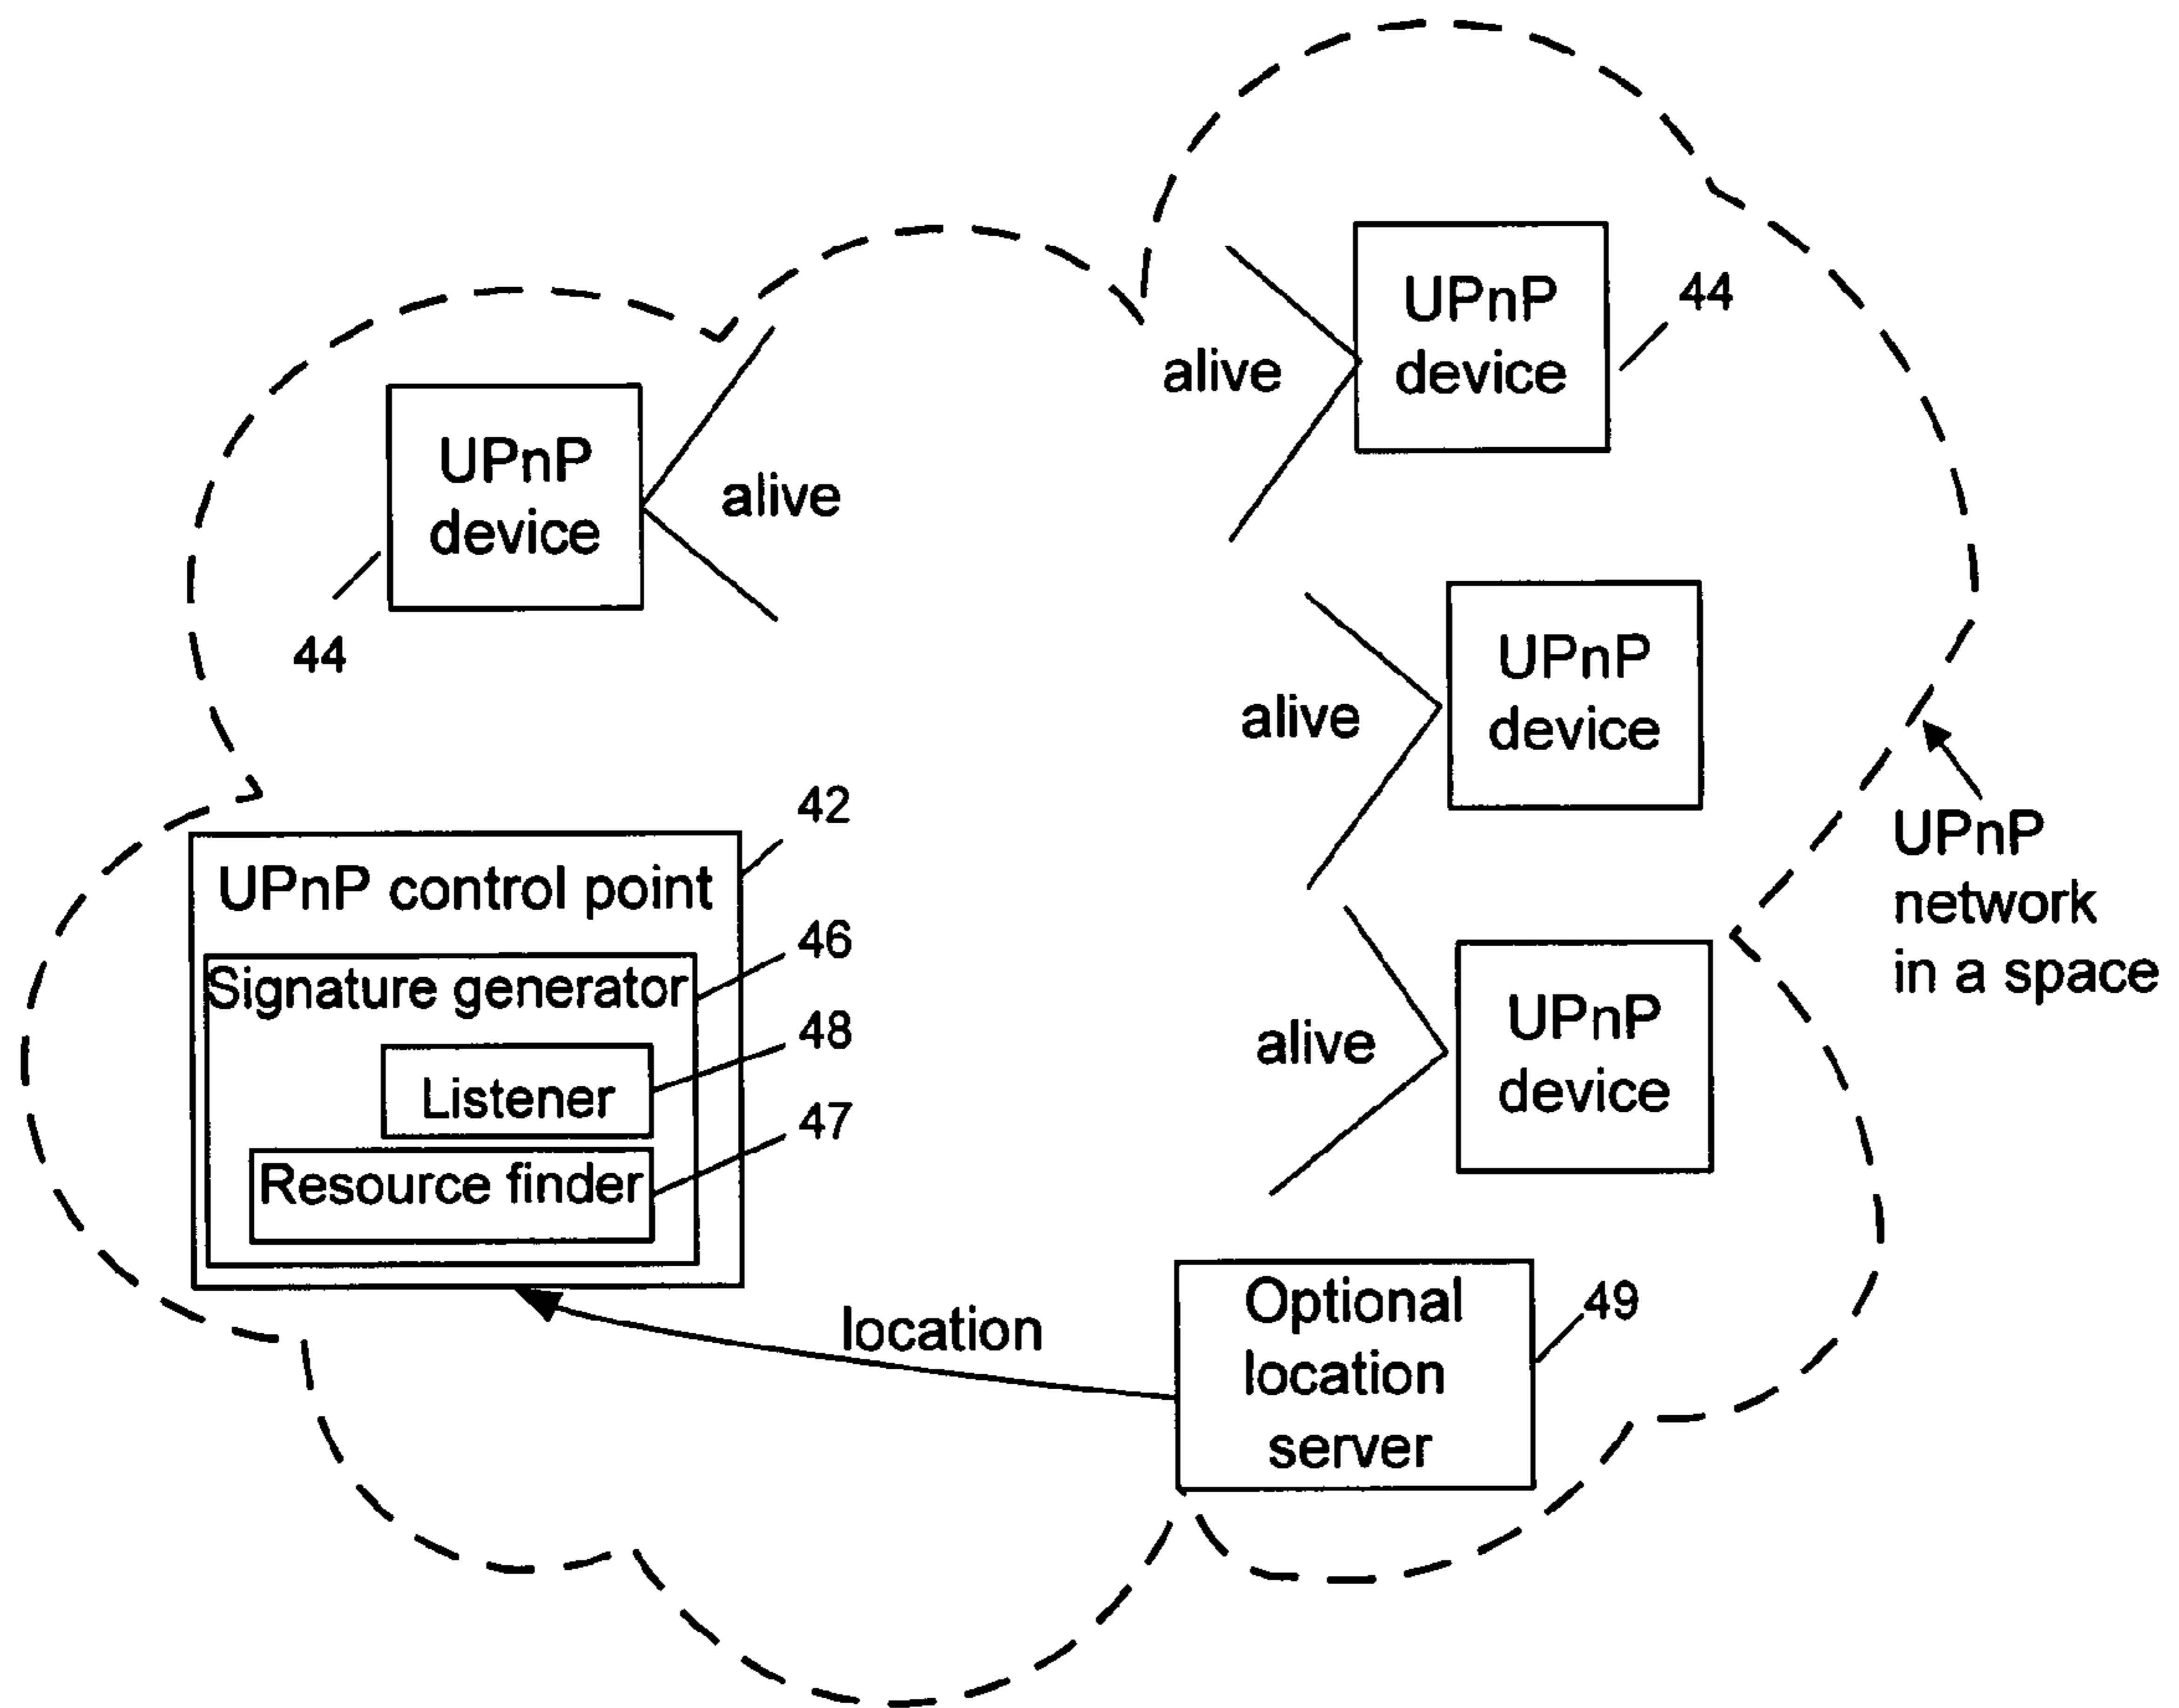 UPnP
device
44
alive
UPnP
device
alive
44
UPnP
device
alive
UPnP
network
in a space
42
UPnP control point
46
Signature generator
48
Listener
47
Resource finder
UPnP
device
alive
location
Optional
location
server
49